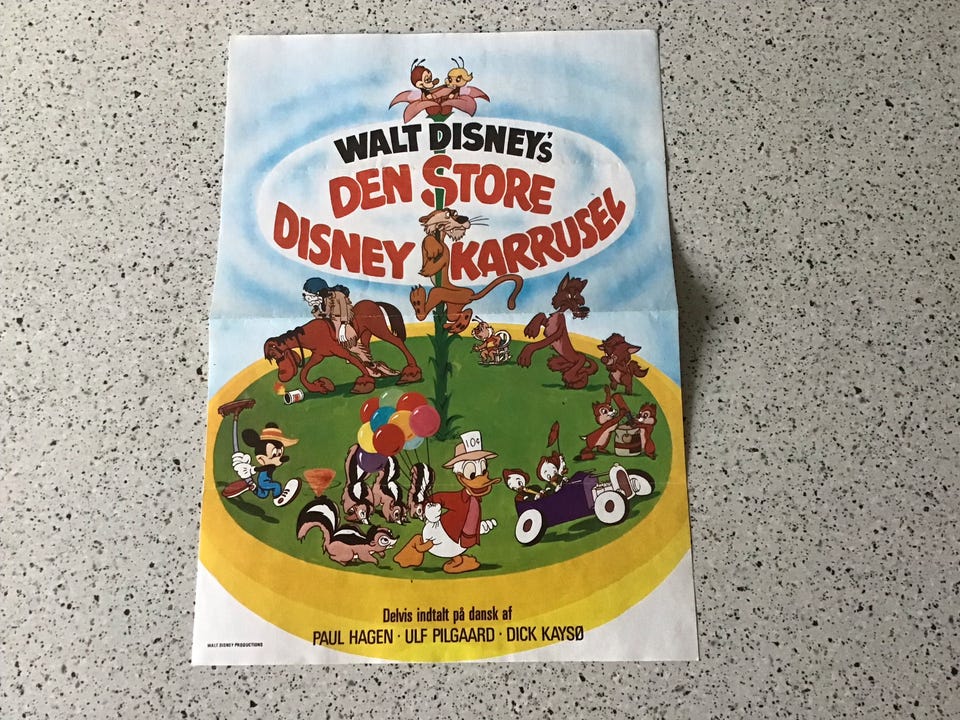 WALT DISNEY'S
DEN STORE
DISNEY KARRUSEL
10¢
Delvis indtalt på dansk af
PAUL HAGEN · ULF PILGAARD · DICK KAYSØ
WALT DISNEY PRODUCTIONS